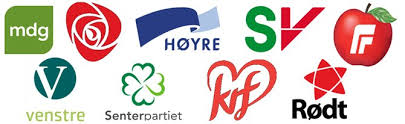 mdg
HØYRE
SV
F
V
venstre
Senterpartiet
krf
Rødt